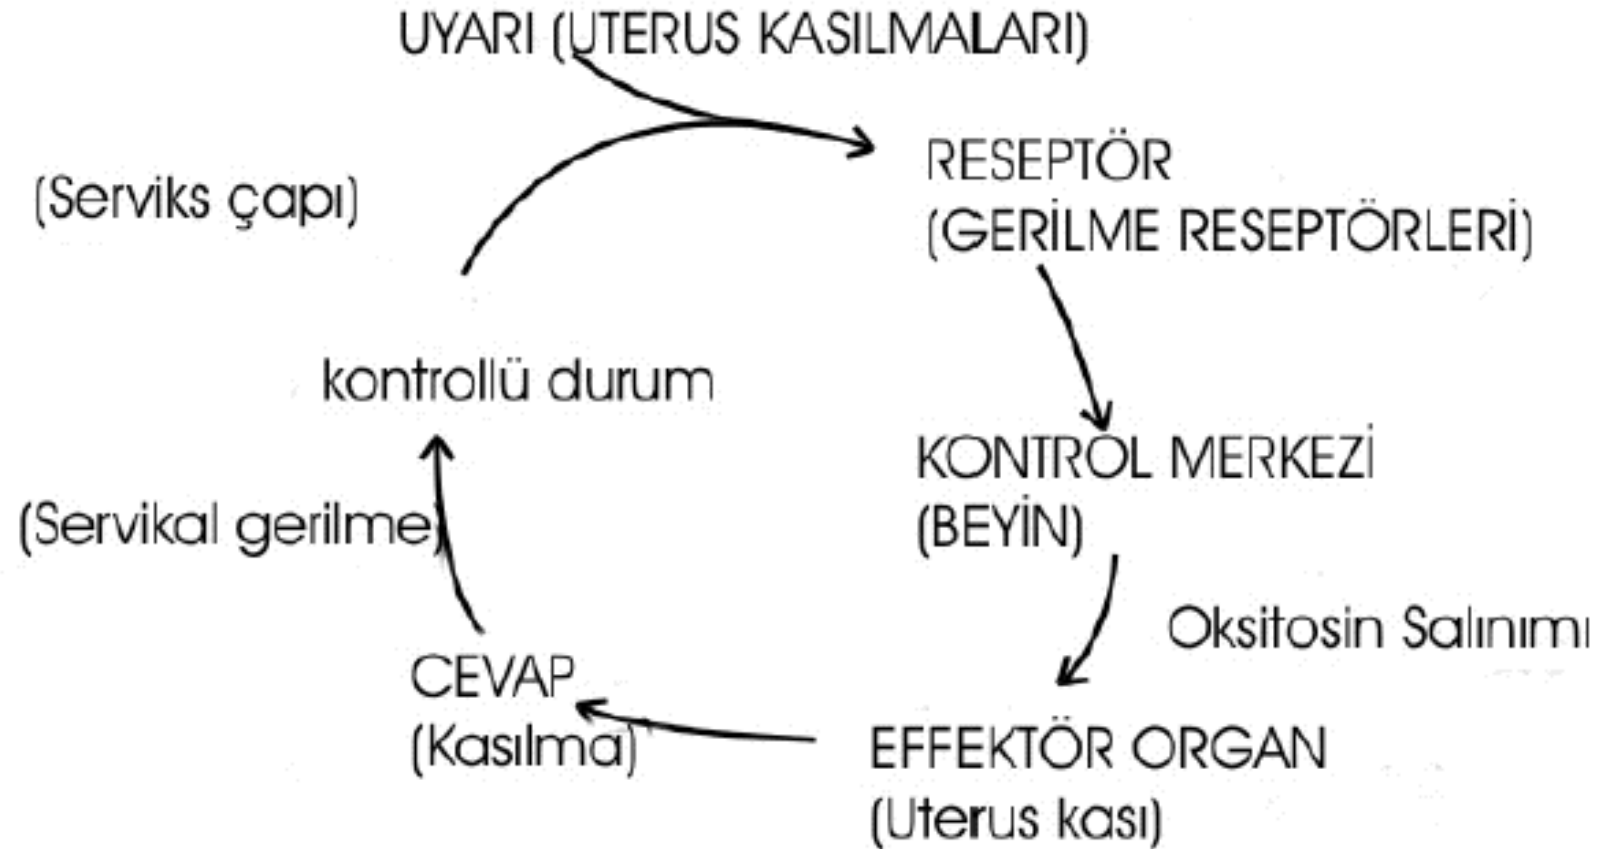 UYARI (UTERUS KASILMALARI)
RESEPTÖR
(GERİLME RESEPTÖRLERİ)
(Serviks çapı)
kontrollü durum
KONTROL MERKEZİ
(BEYİN)
(Servikal gerilme)
Oksitosin Salınımı
CEVAP
(Kasılma)
EFFEKTÖR ORGAN
(Uterus kası)